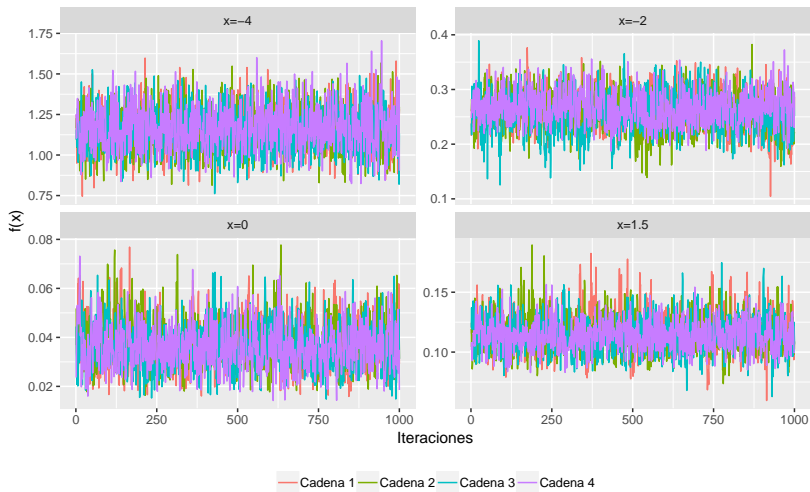 x=−4
x=−2
1.75
1.50
1.25
1.00
0.75
0.4
0.3
0.2
0.1
f(x)
x=0
x=1.5
0.08
0.06
0.04
0.02
0.15
0.10
0 250 500 750 1000
0 250 500 750 1000
Iteraciones
Cadena 1 Cadena 2 Cadena 3 Cadena 4